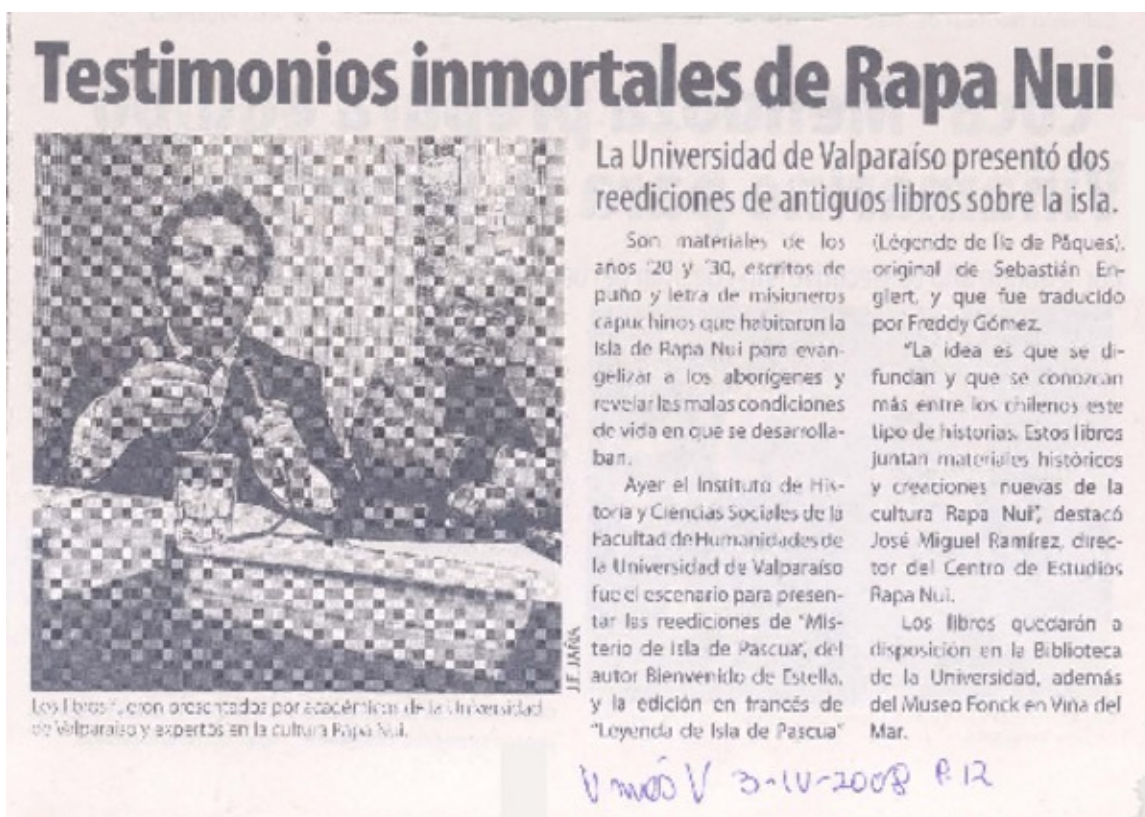 Testimonios inmortales de Rapa Nui
La Universidad de Valparaíso presentó dos
reediciones de antiguos libros sobre la isla.
Son materiales de los
años '20 y '30, escritos de
puño y letra de misioneros
capuchinos que habitaron la
Isla de Rapa Nui para evan-
gelizar a los aborígenes y
revelar las malas condiciones
de vida en que se desarrolla-
ban.
Ayer el Instituto de His-
toria y Ciencias Sociales de la
Facultad de Humanidades de
la Universidad de Valparaíso
fue el escenario para presen-
tar las reediciones de "Mis-
terio de Isla de Pascua", del
autor Bienvenido de Estella,
y la edición en francés de
"Leyenda de Isla de Pascua"
(Légende de Île de Pâques),
original de Sebastián En-
glert, y que fue traducido
por Freddy Gómez.
"La idea es que se di-
fundan y que se conozcan
más entre los chilenos este
tipo de historias. Estos libros
juntan materiales históricos
y creaciones nuevas de la
cultura Rapa Nui", destacó
José Miguel Ramírez, direc-
tor del Centro de Estudios
Rapa Nui.
Los libros quedarán a
disposición en la Biblioteca
de la Universidad, además
del Museo Fonck en Viña del
Mar.
J.F. JAÑA
Los libros fueron presentados por académicos de la Universidad
de Valparaíso y expertos en la cultura Rapa Nui.
V más V 3-IV-2008 P.12